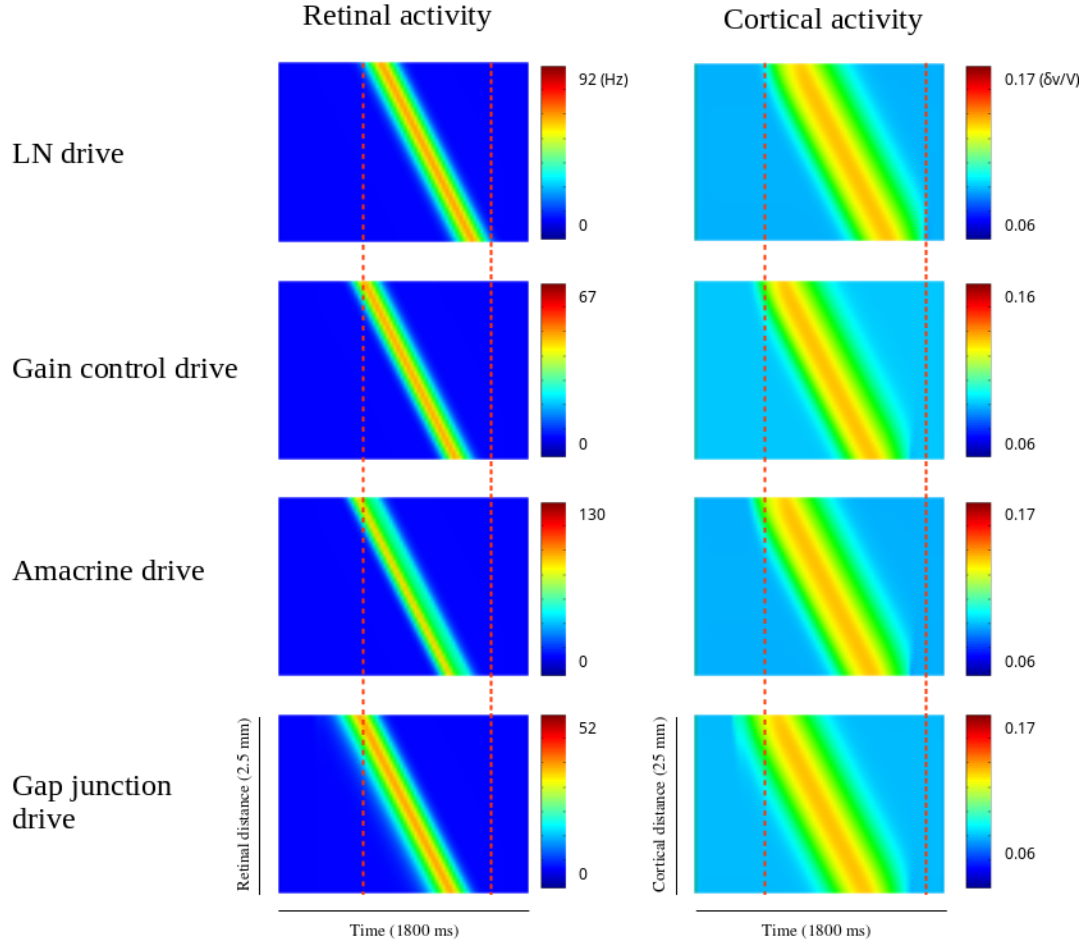 Retinal activity
Cortical activity
LN drive
92 (Hz)
0
0.17 (δv/V)
0.06
Gain control drive
67
0
0.16
0.06
Amacrine drive
130
0
0.17
0.06
Gap junction
drive
Retinal distance (2.5 mm)
52
0
Cortical distance (25 mm)
0.17
0.06
Time (1800 ms)
Time (1800 ms)